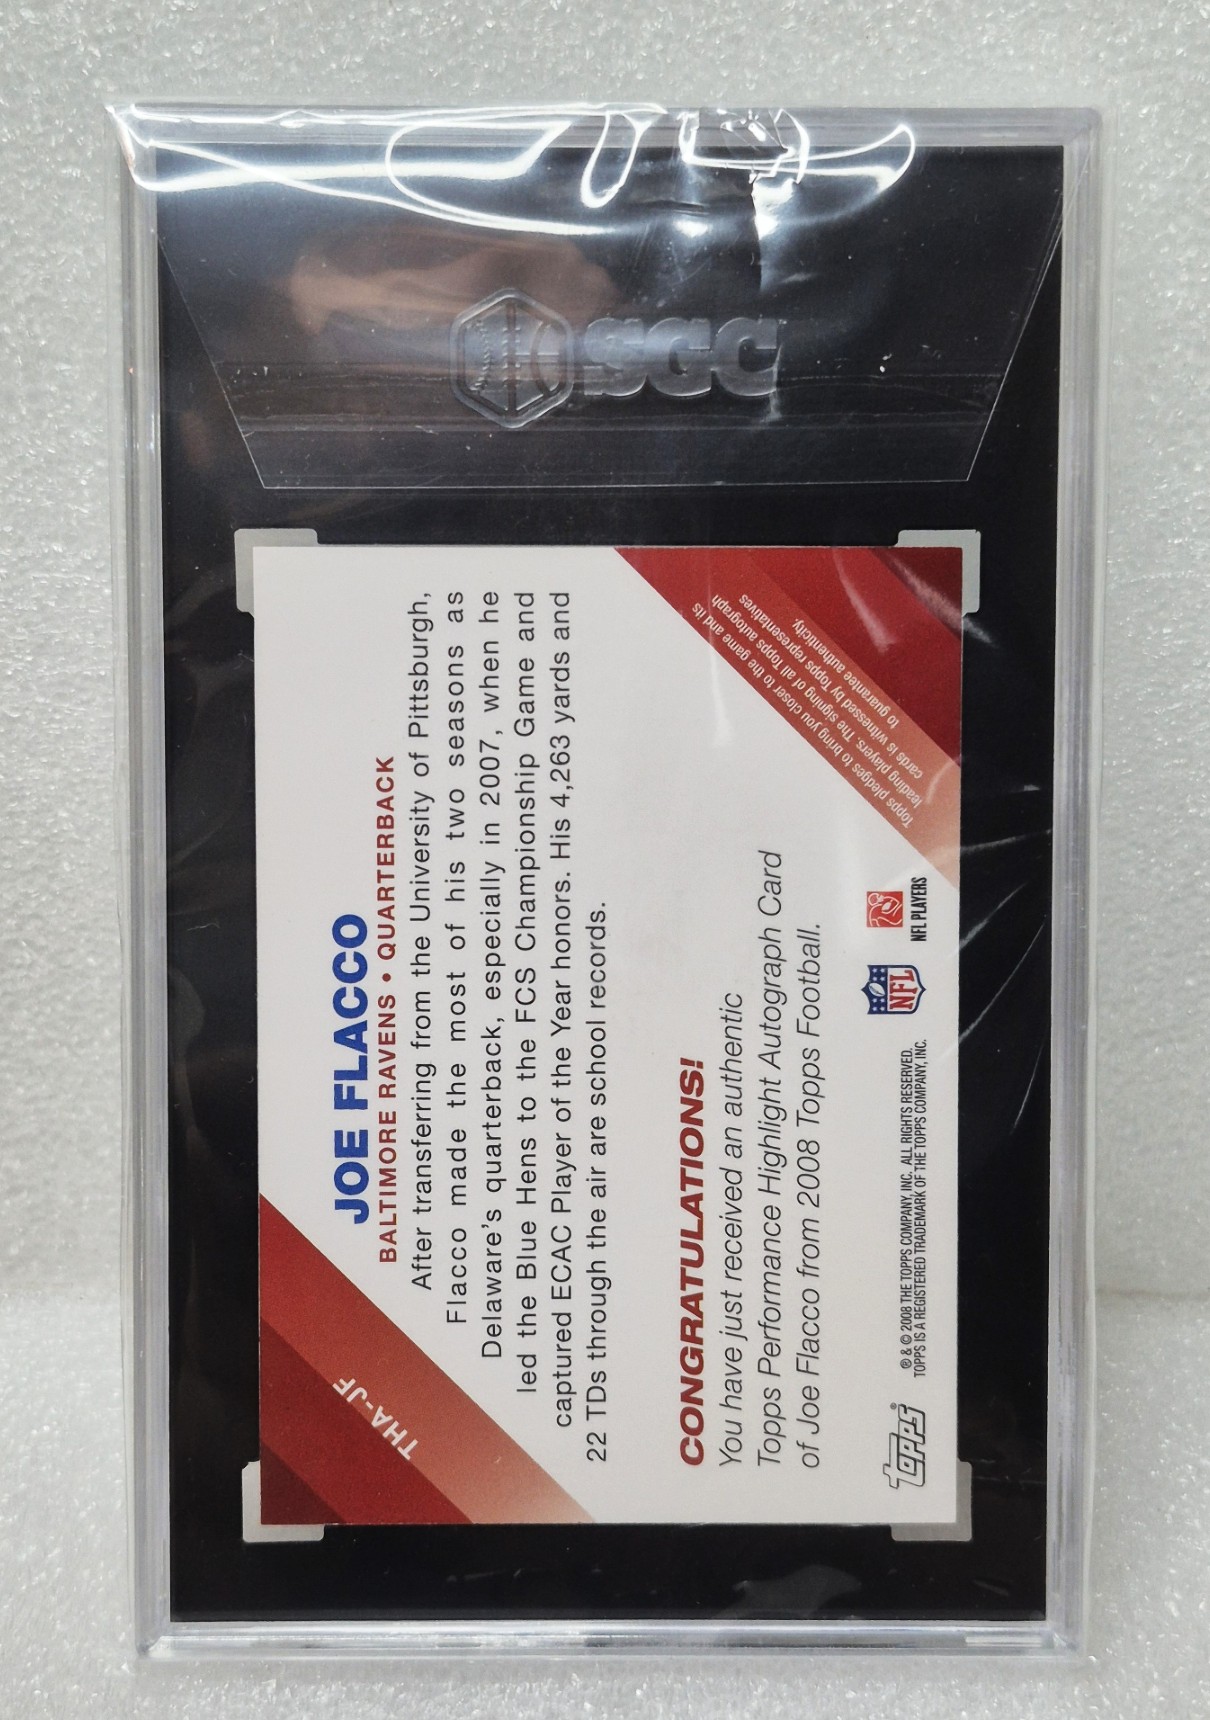 SGC
THA-JF
JOE FLACCO
BALTIMORE RAVENS • QUARTERBACK
After transferring from the University of Pittsburgh,
Flacco made the most of his two seasons as
Delaware's quarterback, especially in 2007, when he
led the Blue Hens to the FCS Championship Game and
captured ECAC Player of the Year honors. His 4,263 yards and
22 TDs through the air are school records.
CONGRATULATIONS!
You have just received an authentic
Topps Performance Highlight Autograph Card
of Joe Flacco from 2008 Topps Football.
Topps pledges to bring you closer to the game and its
leading players. The signing of all Topps autograph
cards is witnessed by Topps representatives
to guarantee authenticity.
TOPPS®
® & © 2008 THE TOPPS COMPANY, INC. ALL RIGHTS RESERVED.
TOPPS IS A REGISTERED TRADEMARK OF THE TOPPS COMPANY, INC.
NFL
NFL PLAYERS